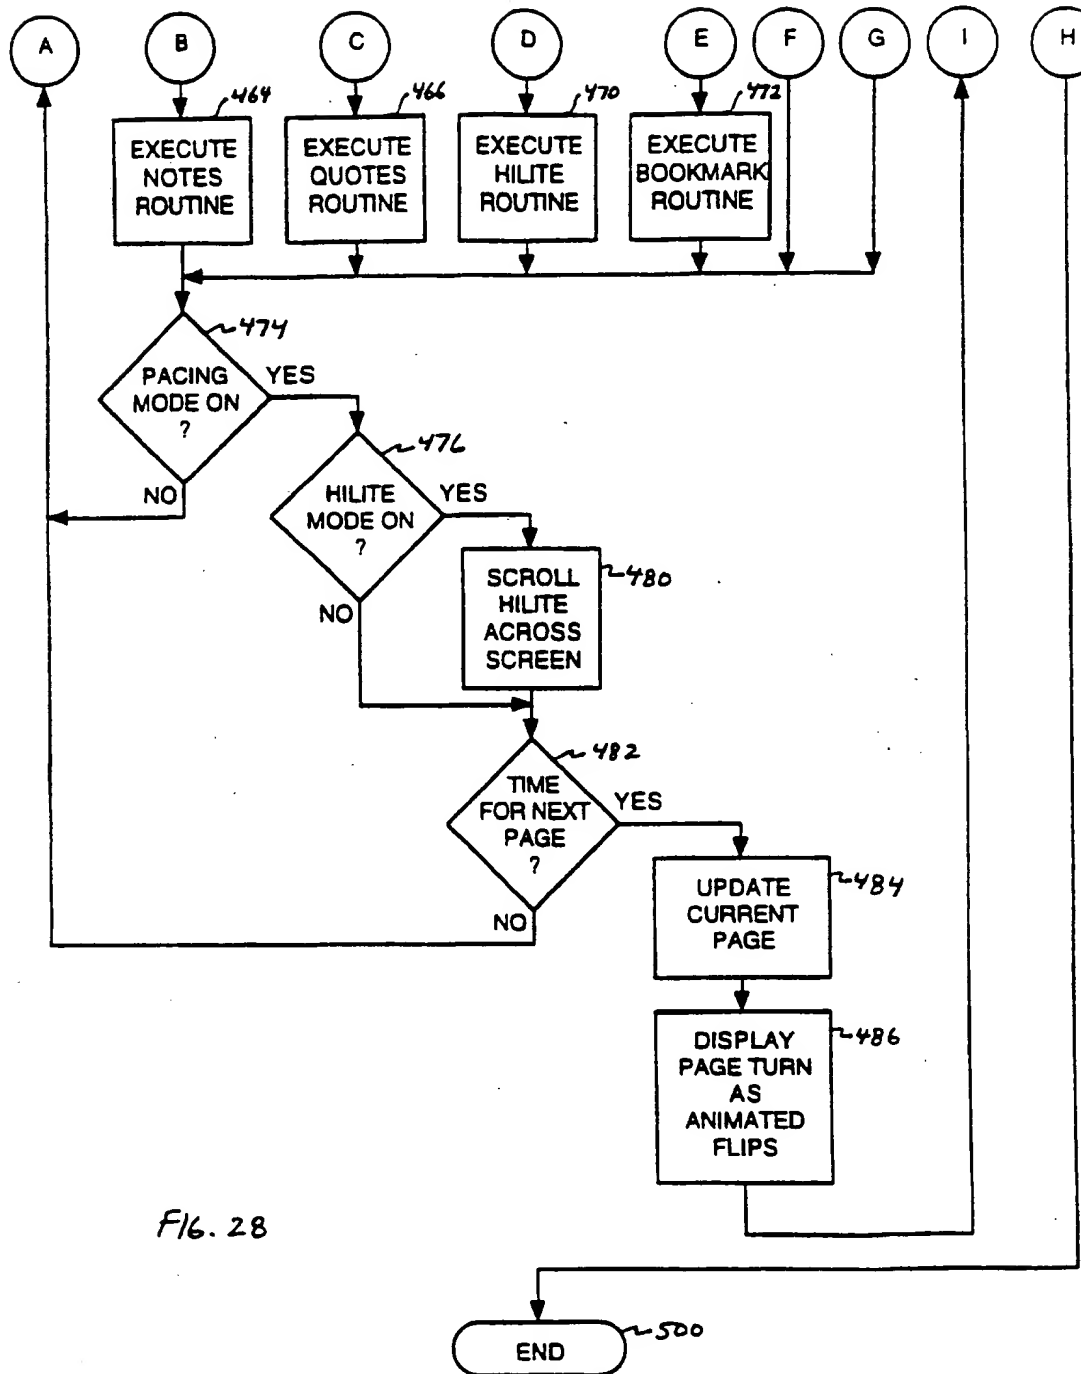 A B C D E F G I H
464 466 470 472
EXECUTE
NOTES
ROUTINE
EXECUTE
QUOTES
ROUTINE
EXECUTE
HILITE
ROUTINE
EXECUTE
BOOKMARK
ROUTINE
474
PACING
MODE ON
?
YES
NO
476
HILITE
MODE ON
?
YES
NO
480
SCROLL
HILITE
ACROSS
SCREEN
482
TIME
FOR NEXT
PAGE
?
YES
NO
484
UPDATE
CURRENT
PAGE
486
DISPLAY
PAGE TURN
AS
ANIMATED
FLIPS
FIG. 28
500
END